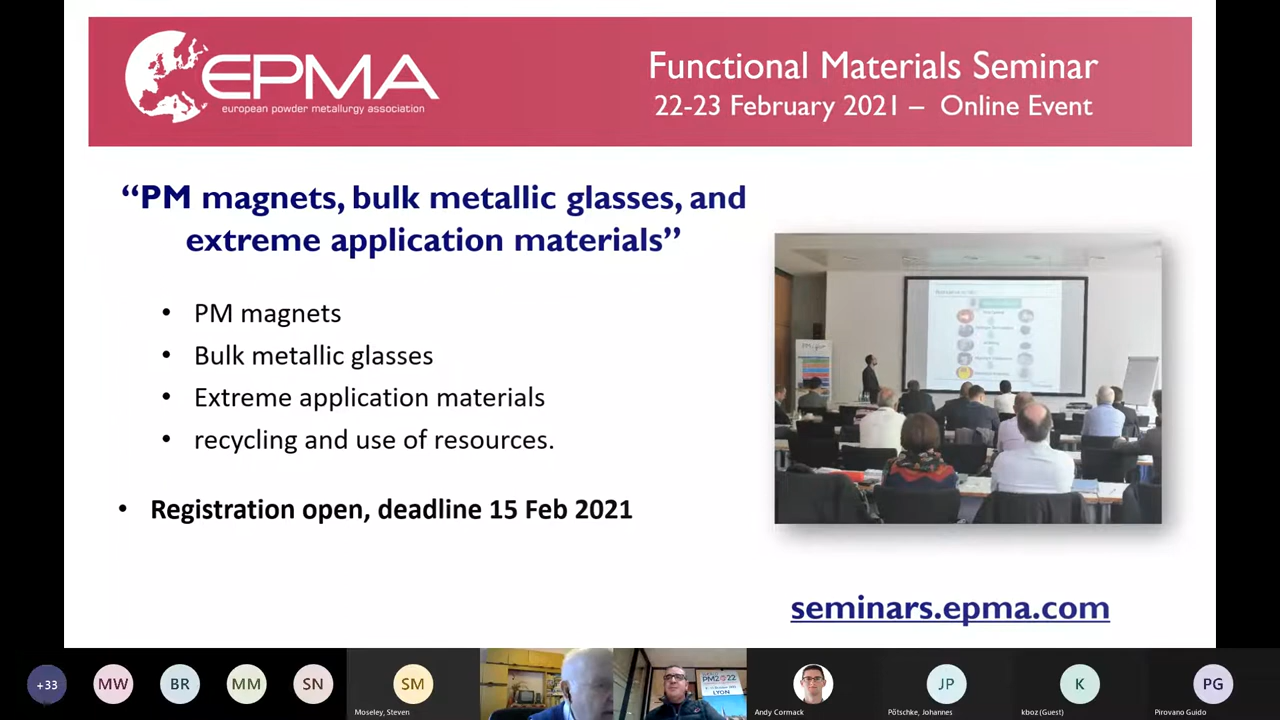 EPMA
european powder metallurgy association
Functional Materials Seminar
22-23 February 2021 – Online Event
“PM magnets, bulk metallic glasses, and
extreme application materials”
• PM magnets
• Bulk metallic glasses
• Extreme application materials
• recycling and use of resources.
• Registration open, deadline 15 Feb 2021
seminars.epma.com
+33
MW
BR
MM
SN
SM
Moseley, Steven
PM2022
LYON
Andy Cormack
JP
Pötschke, Johannes
K
kboz (Guest)
PG
Pirovano Guido